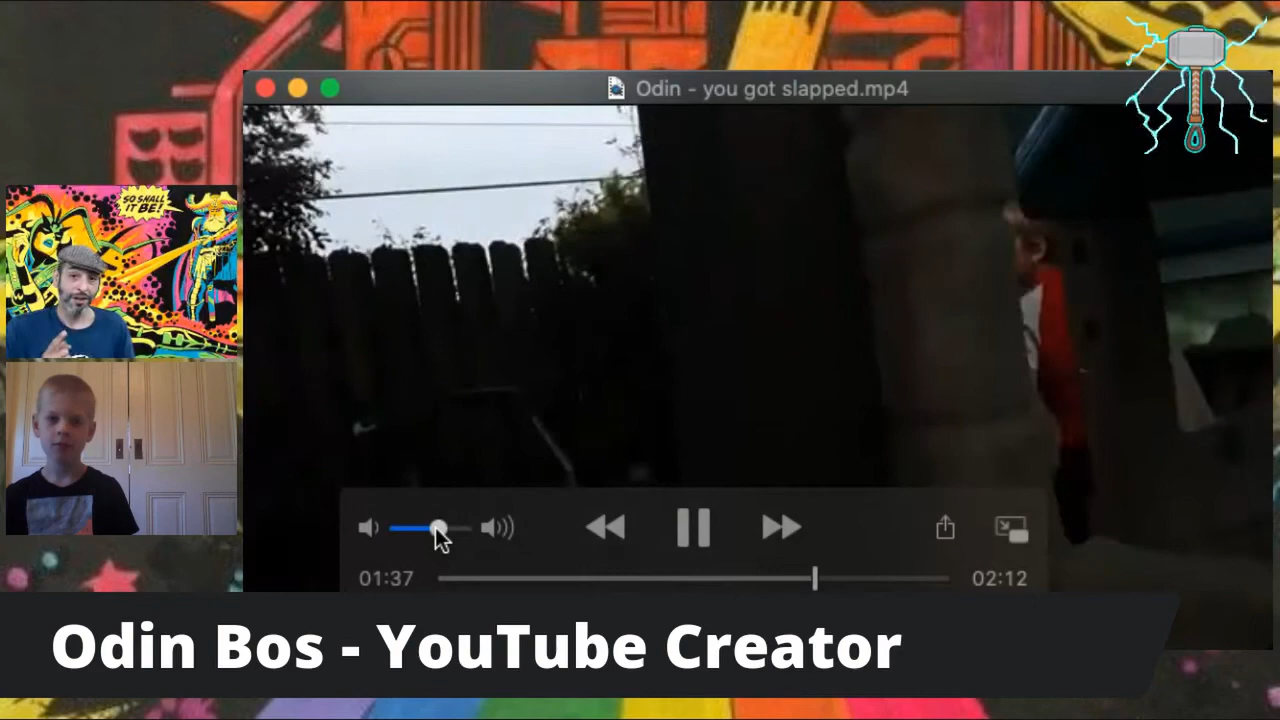 Odin - you got slapped.mp4
SO SHALL
IT BE!
01:37
02:12
Odin Bos - YouTube Creator